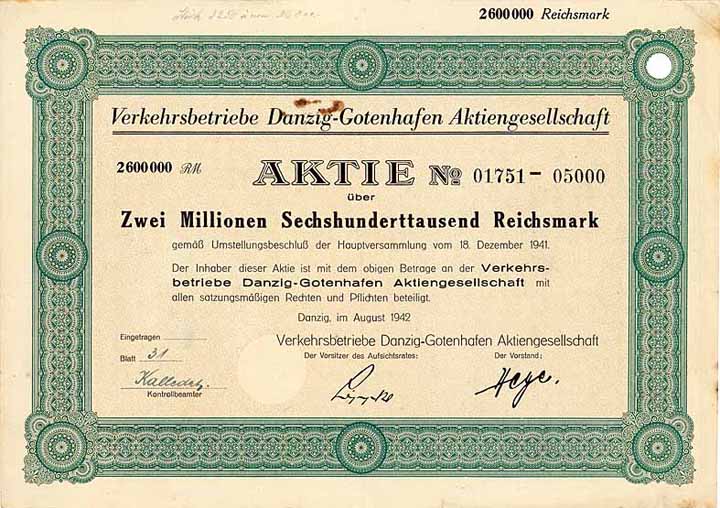 2600000 Reichsmark
Verkehrsbetriebe Danzig-Gotenhafen Aktiengesellschaft
2600000 RM
AKTIE No 01751 — 05000
über
Zwei Millionen Sechshunderttausend Reichsmark
gemäß Umstellungsbeschluß der Hauptversammlung vom 18. Dezember 1941.
Der Inhaber dieser Aktie ist mit dem obigen Betrage an der Verkehrs-
betriebe Danzig-Gotenhafen Aktiengesellschaft mit
allen satzungsmäßigen Rechten und Pflichten beteiligt.
Danzig, im August 1942
Eingetragen
Verkehrsbetriebe Danzig-Gotenhafen Aktiengesellschaft
Blatt 31
Der Vorsitzer des Aufsichtsrates:
Der Vorstand:
Kontrollbeamter